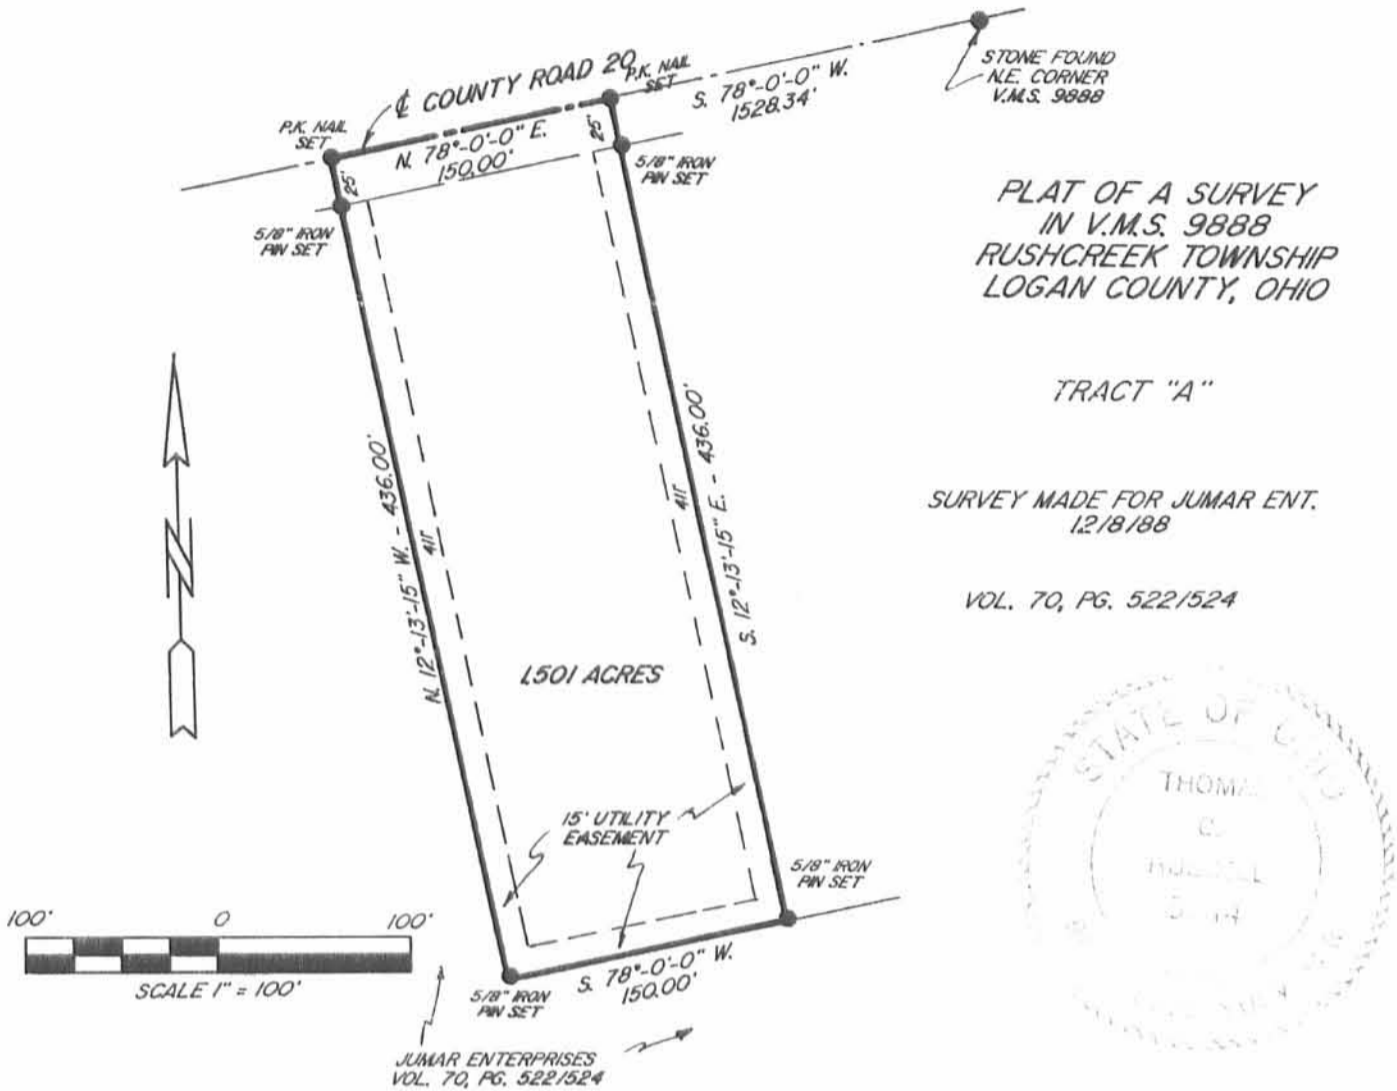 ℄ COUNTY ROAD 20
P.K. NAIL
SET
S. 78°-0'-0" W.
1528.34'
STONE FOUND
N.E. CORNER
V.M.S. 9888
P.K. NAIL
SET
N. 78°-0'-0" E.
150.00'
25'
25'
5/8" IRON
PIN SET
5/8" IRON
PIN SET
PLAT OF A SURVEY
IN V.M.S. 9888
RUSHCREEK TOWNSHIP
LOGAN COUNTY, OHIO
TRACT "A"
SURVEY MADE FOR JUMAR ENT.
12/8/88
VOL. 70, PG. 522/524
N
N. 12°-13'-15" W. - 436.00'
411'
411'
S. 12°-13'-15" E. - 436.00'
1.501 ACRES
15' UTILITY
EASEMENT
5/8" IRON
PIN SET
S. 78°-0'-0" W.
150.00'
5/8" IRON
PIN SET
100' 0 100'
SCALE 1" = 100'
JUMAR ENTERPRISES
VOL. 70, PG. 522/524
STATE OF